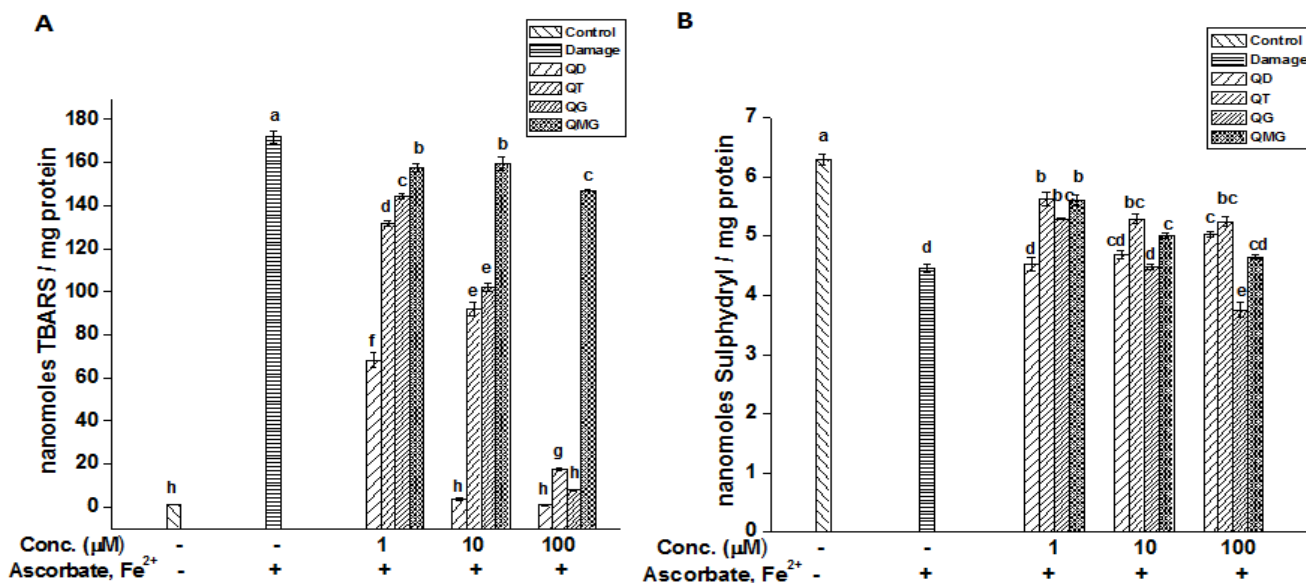 A
Control
Damage
QD
QT
QG
QMG
nanomoles TBARS / mg protein
180
160
140
120
100
80
60
40
20
0
h
a
f
d
c
b
h
e
e
b
h
g
h
c
Conc. (μM) - - 1 10 100
Ascorbate, Fe²⁺ - + + + +
B
Control
Damage
QD
QT
QG
QMG
nanomoles Sulphydryl / mg protein
7
6
5
4
3
2
1
0
a
d
d
b
bc
b
cd
bc
d
c
c
bc
e
cd
Conc. (μM) - - 1 10 100
Ascorbate, Fe²⁺ - + + + +